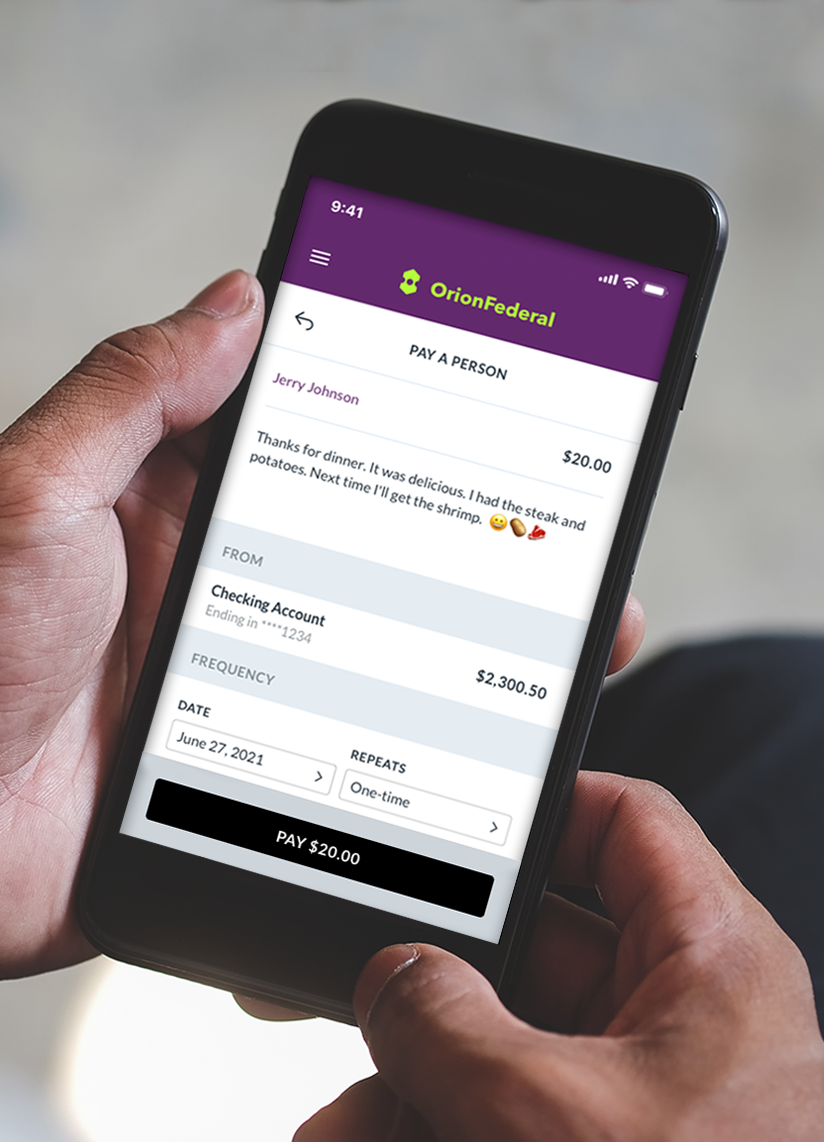 9:41
OrionFederal
PAY A PERSON
Jerry Johnson
$20.00
Thanks for dinner. It was delicious. I had the steak and
potatoes. Next time I'll get the shrimp. 😀🥔🥩
FROM
Checking Account
Ending in ****1234
$2,300.50
FREQUENCY
DATE
REPEATS
June 27, 2021
One-time
PAY $20.00